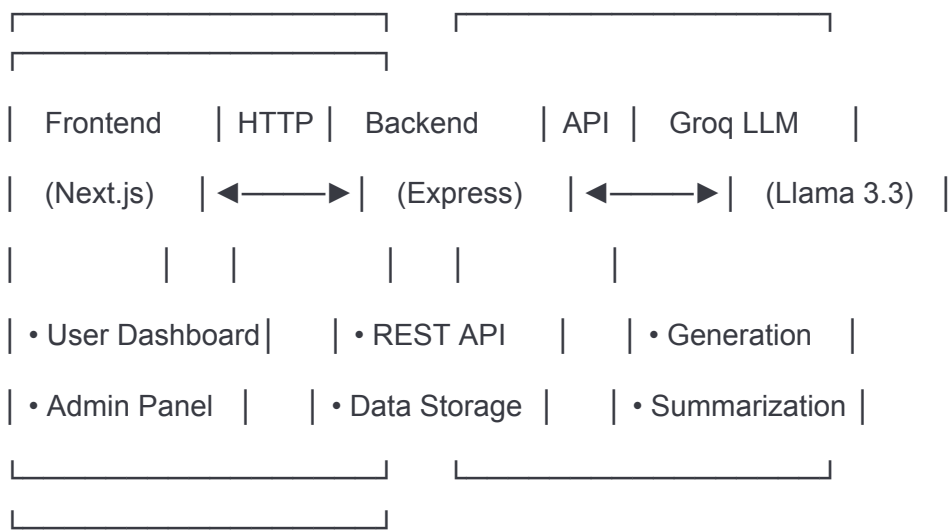 Frontend HTTP Backend API Groq LLM
(Next.js) ◄────► (Express) ◄────► (Llama 3.3)
• User Dashboard • REST API • Generation
• Admin Panel • Data Storage • Summarization